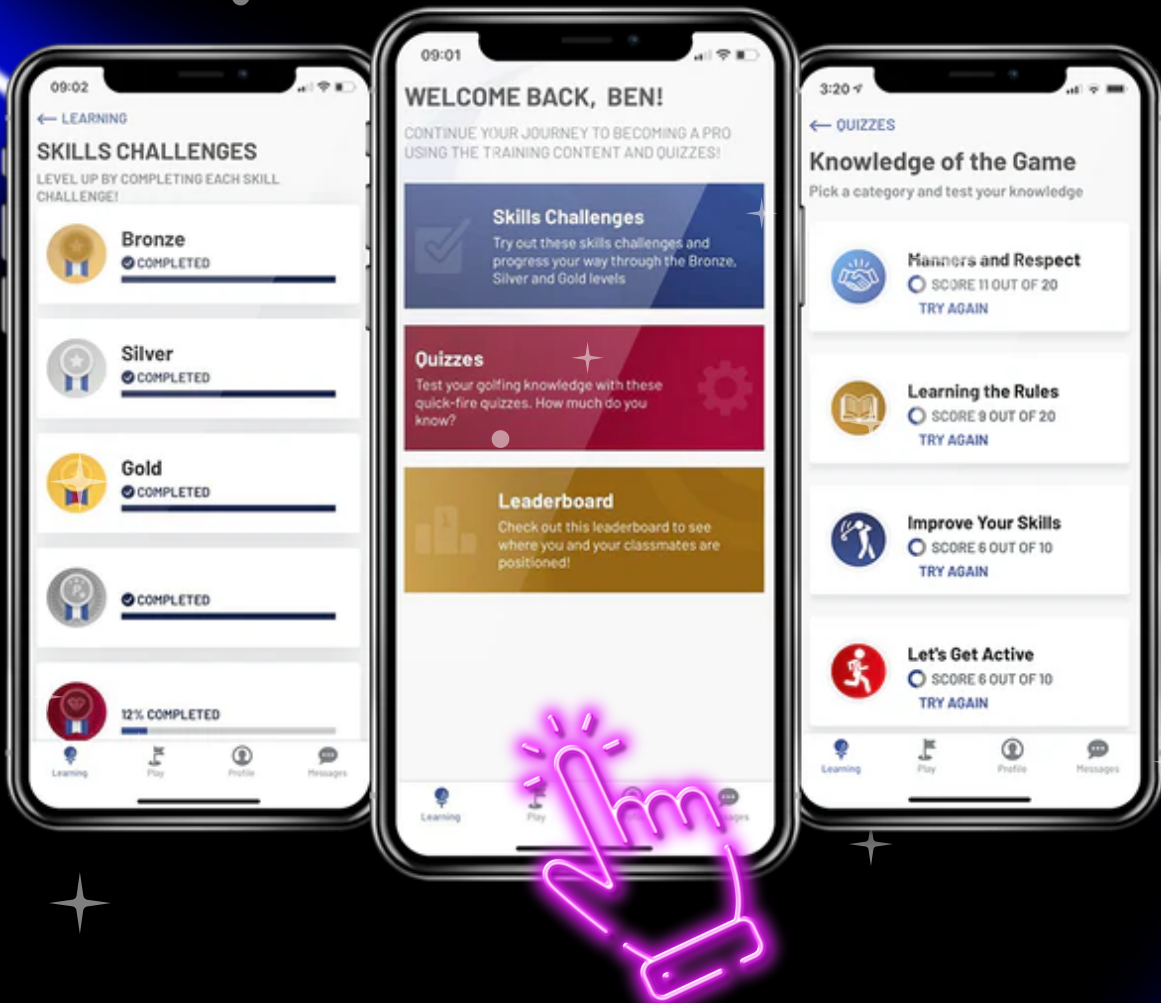 09:02
← LEARNING
SKILLS CHALLENGES
LEVEL UP BY COMPLETING EACH SKILL
CHALLENGE!
Bronze
COMPLETED
Silver
COMPLETED
Gold
COMPLETED
COMPLETED
12% COMPLETED
Learning
Play
Profile
Messages
09:01
WELCOME BACK, BEN!
CONTINUE YOUR JOURNEY TO BECOMING A PRO
USING THE TRAINING CONTENT AND QUIZZES!
Skills Challenges
Try out these skills challenges and
progress your way through the Bronze,
Silver and Gold levels
Quizzes
Test your golfing knowledge with these
quick-fire quizzes. How much do you
know?
Leaderboard
Check out this leaderboard to see
where you and your classmates are
positioned!
Learning
Play
3:20
← QUIZZES
Knowledge of the Game
Pick a category and test your knowledge
Manners and Respect
SCORE 11 OUT OF 20
TRY AGAIN
Learning the Rules
SCORE 9 OUT OF 20
TRY AGAIN
Improve Your Skills
SCORE 6 OUT OF 10
TRY AGAIN
Let's Get Active
SCORE 6 OUT OF 10
TRY AGAIN
Learning
Play
Profile
Messages